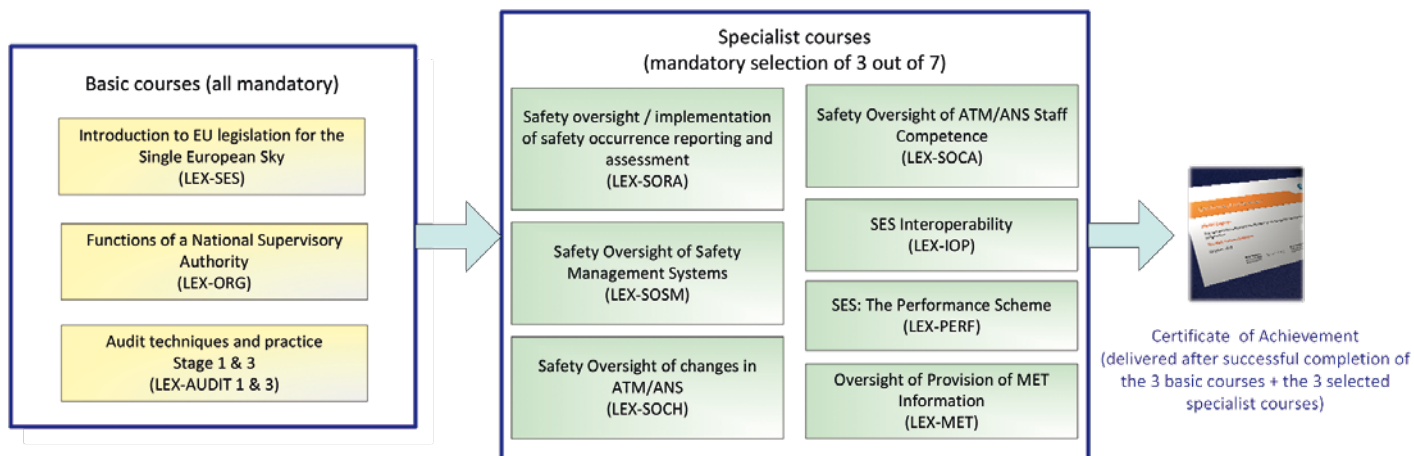 Basic courses (all mandatory)
Introduction to EU legislation for the
Single European Sky
(LEX-SES)
Functions of a National Supervisory
Authority
(LEX-ORG)
Audit techniques and practice
Stage 1 & 3
(LEX-AUDIT 1 & 3)
Specialist courses
(mandatory selection of 3 out of 7)
Safety oversight / implementation
of safety occurrence reporting and
assessment
(LEX-SORA)
Safety Oversight of Safety
Management Systems
(LEX-SOSM)
Safety Oversight of changes in
ATM/ANS
(LEX-SOCH)
Safety Oversight of ATM/ANS Staff
Competence
(LEX-SOCA)
SES Interoperability
(LEX-IOP)
SES: The Performance Scheme
(LEX-PERF)
Oversight of Provision of MET
Information
(LEX-MET)
Certificate of Achievement
(delivered after successful completion of
the 3 basic courses + the 3 selected
specialist courses)